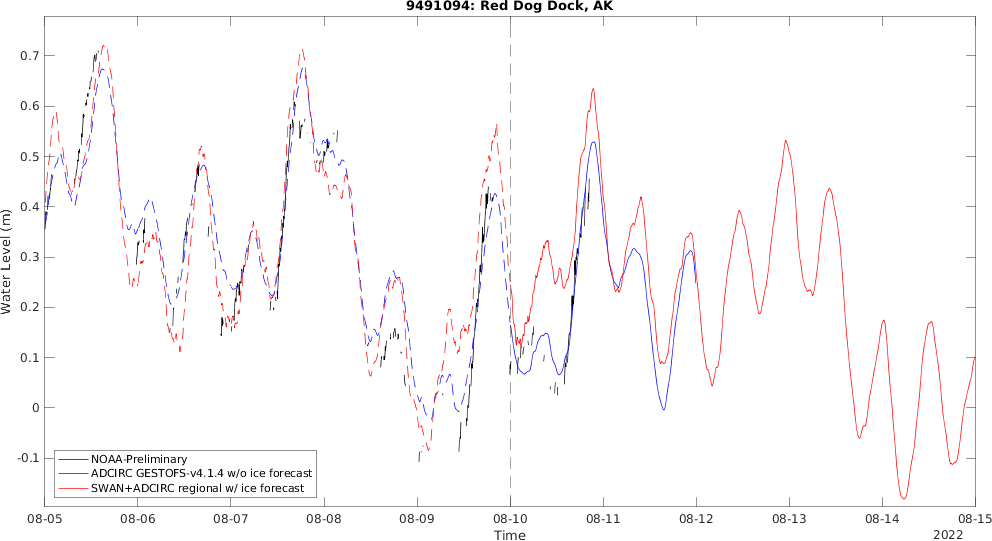 9491094: Red Dog Dock, AK
Water Level (m)
0.7
0.6
0.5
0.4
0.3
0.2
0.1
0
-0.1
NOAA-Preliminary
ADCIRC GESTOFS-v4.1.4 w/o ice forecast
SWAN+ADCIRC regional w/ ice forecast
08-05 08-06 08-07 08-08 08-09 08-10 08-11 08-12 08-13 08-14 08-15
Time
2022